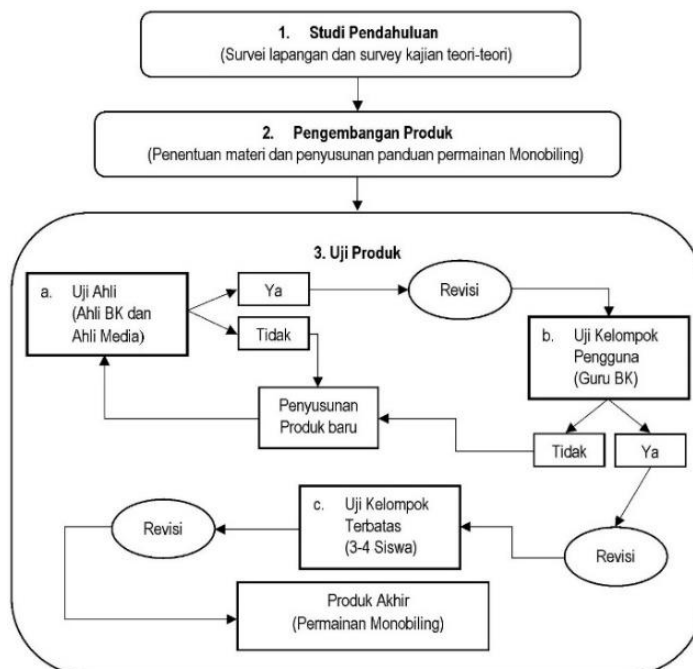 1. Studi Pendahuluan
(Survei lapangan dan survey kajian teori-teori)
2. Pengembangan Produk
(Penentuan materi dan penyusunan panduan permainan Monobiling)
3. Uji Produk
a. Uji Ahli
(Ahli BK dan
Ahli Media)
Ya
Tidak
Revisi
b. Uji Kelompok
Pengguna
(Guru BK)
Penyusunan
Produk baru
Tidak
Ya
Revisi
c. Uji Kelompok
Terbatas
(3-4 Siswa)
Revisi
Produk Akhir
(Permainan Monobiling)